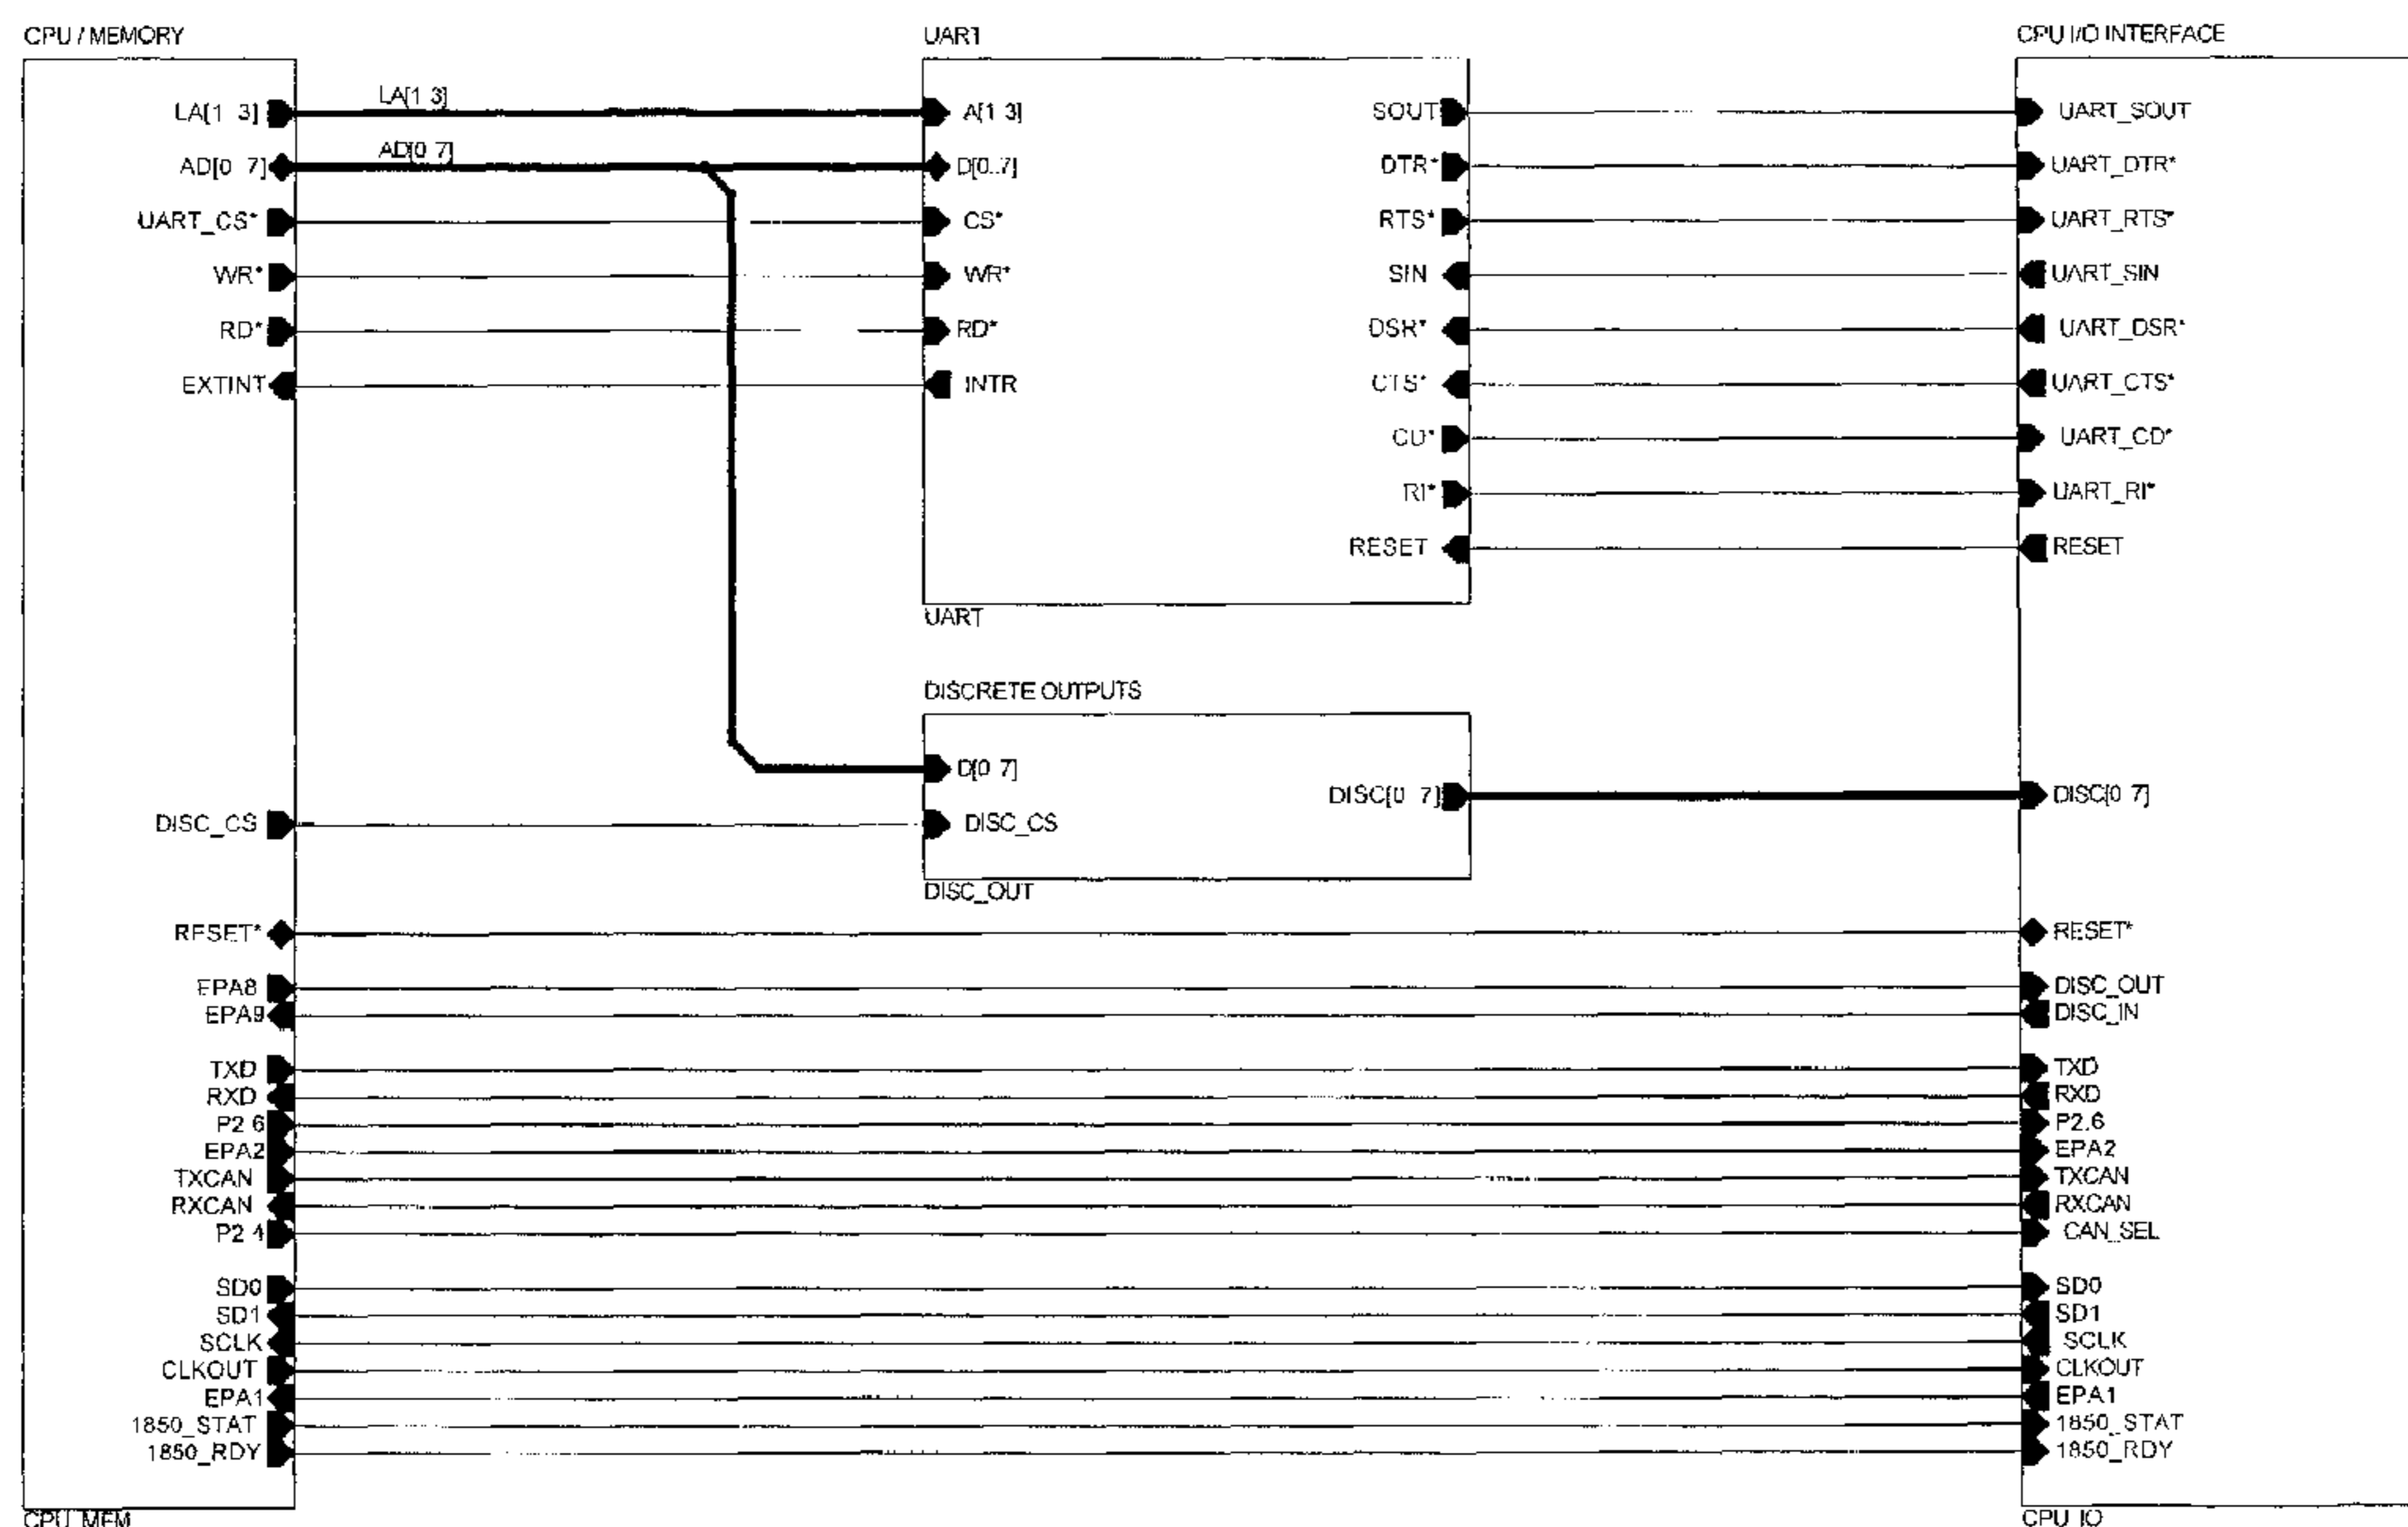 CPU / MEMORY
LA[1 3]
AD[0 7]
UART_CS*
WR*
RD*
EXTINT
DISC_CS
RESET*
EPA8
EPA9
TXD
RXD
P2 6
EPA2
TXCAN
RXCAN
P2 4
SD0
SD1
SCLK
CLKOUT
EPA1
1850_STAT
1850_RDY
CPU_MEM
LA[1 3]
AD[0 7]
UART
A[1 3]
D[0..7]
CS*
WR*
RD*
INTR
SOUT
DTR*
RTS*
SIN
DSR*
CTS*
CD*
RI*
RESET
UART
DISCRETE OUTPUTS
D[0 7]
DISC_CS
DISC[0 7]
DISC_OUT
CPU I/O INTERFACE
UART_SOUT
UART_DTR*
UART_RTS*
UART_SIN
UART_DSR*
UART_CTS*
UART_CD*
UART_RI*
RESET
DISC[0 7]
RESET*
DISC_OUT
DISC_IN
TXD
RXD
P2.6
EPA2
TXCAN
RXCAN
CAN_SEL
SD0
SD1
SCLK
CLKOUT
EPA1
1850_STAT
1850_RDY
CPU_IO